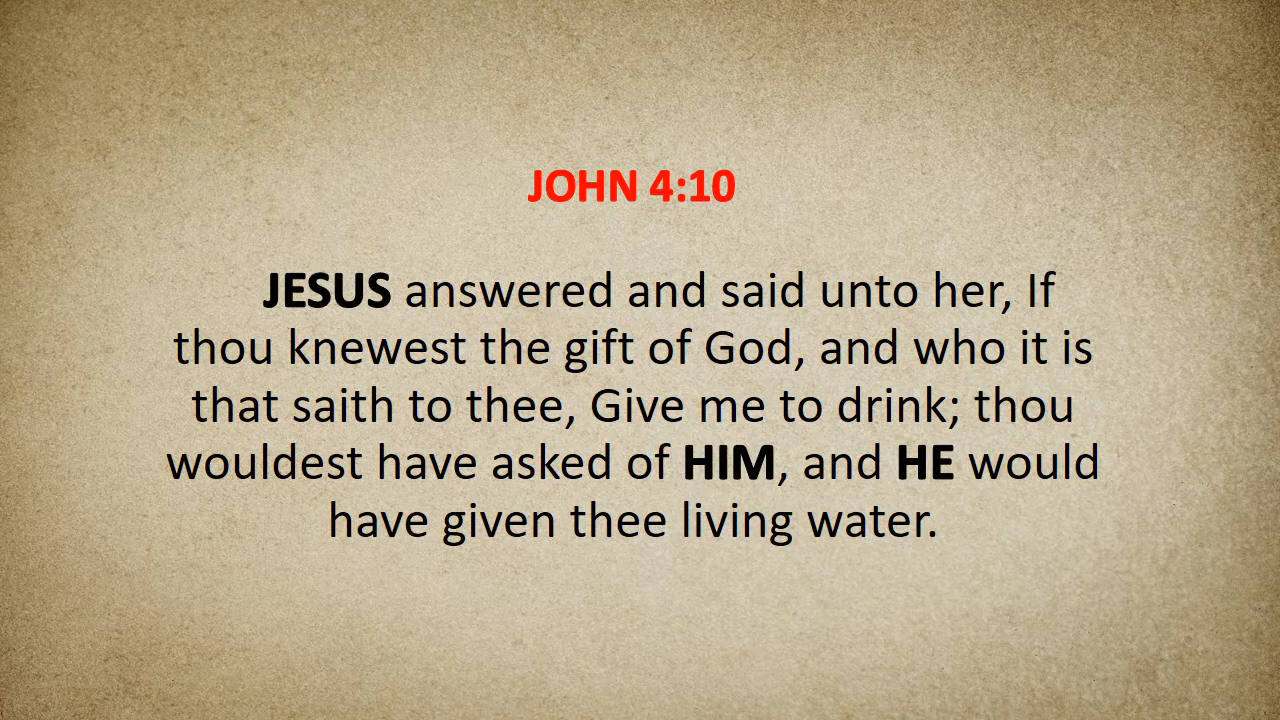 JOHN 4:10
JESUS answered and said unto her, If
thou knewest the gift of God, and who it is
that saith to thee, Give me to drink; thou
wouldest have asked of HIM, and HE would
have given thee living water.